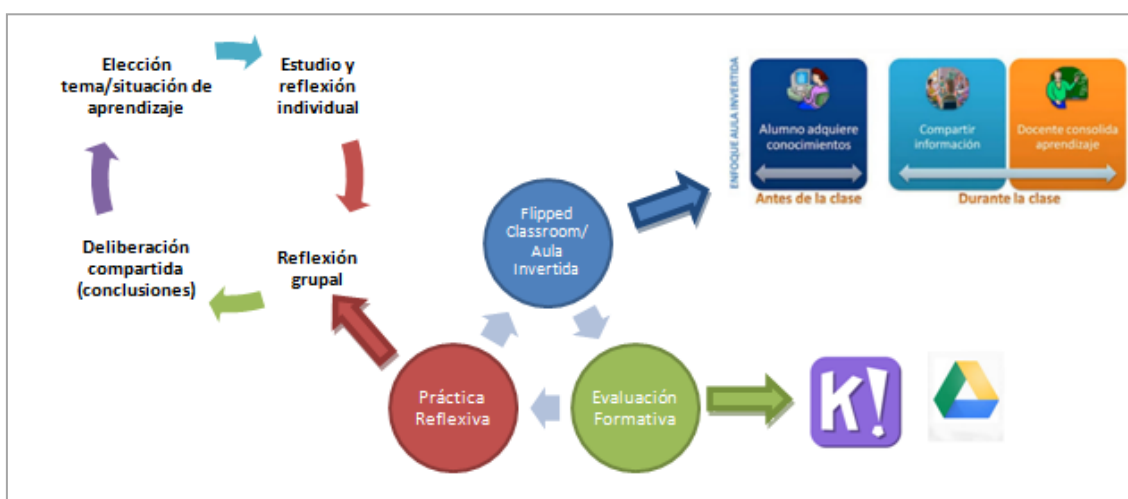 Elección
tema/situación de
aprendizaje
Estudio y
reflexión
individual
Reflexión
grupal
Deliberación
compartida
(conclusiones)
Flipped
Classroom/
Aula
Invertida
Práctica
Reflexiva
Evaluación
Formativa
ENFOQUE AULA INVERTIDA
Alumno adquiere
conocimientos
Antes de la clase
Compartir
información
Docente consolida
aprendizaje
Durante la clase
K!